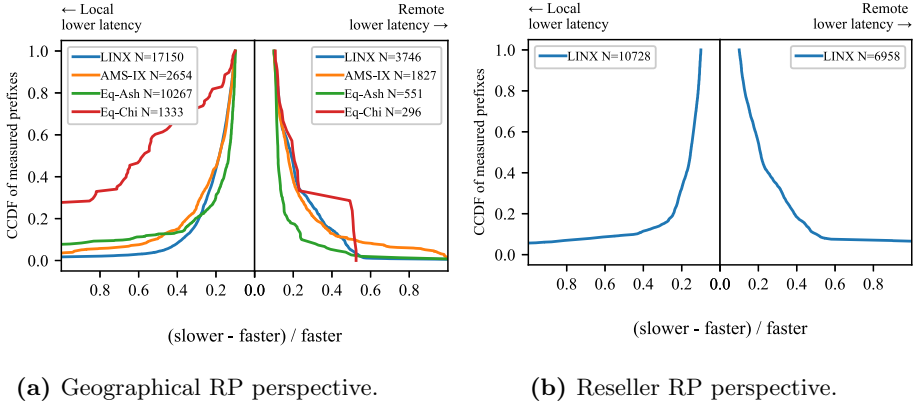 ← Local
lower latency
Remote
lower latency →
CCDF of measured prefixes
1.0
0.8
0.6
0.4
0.2
0.0
LINX N=17150
AMS-IX N=2654
Eq-Ash N=10267
Eq-Chi N=1333
LINX N=3746
AMS-IX N=1827
Eq-Ash N=551
Eq-Chi N=296
0.8 0.6 0.4 0.2 0.0 0.2 0.4 0.6 0.8
(slower - faster) / faster
(a) Geographical RP perspective.
← Local
lower latency
Remote
lower latency →
CCDF of measured prefixes
1.0
0.8
0.6
0.4
0.2
0.0
LINX N=10728
LINX N=6958
0.8 0.6 0.4 0.2 0.0 0.2 0.4 0.6 0.8
(slower - faster) / faster
(b) Reseller RP perspective.